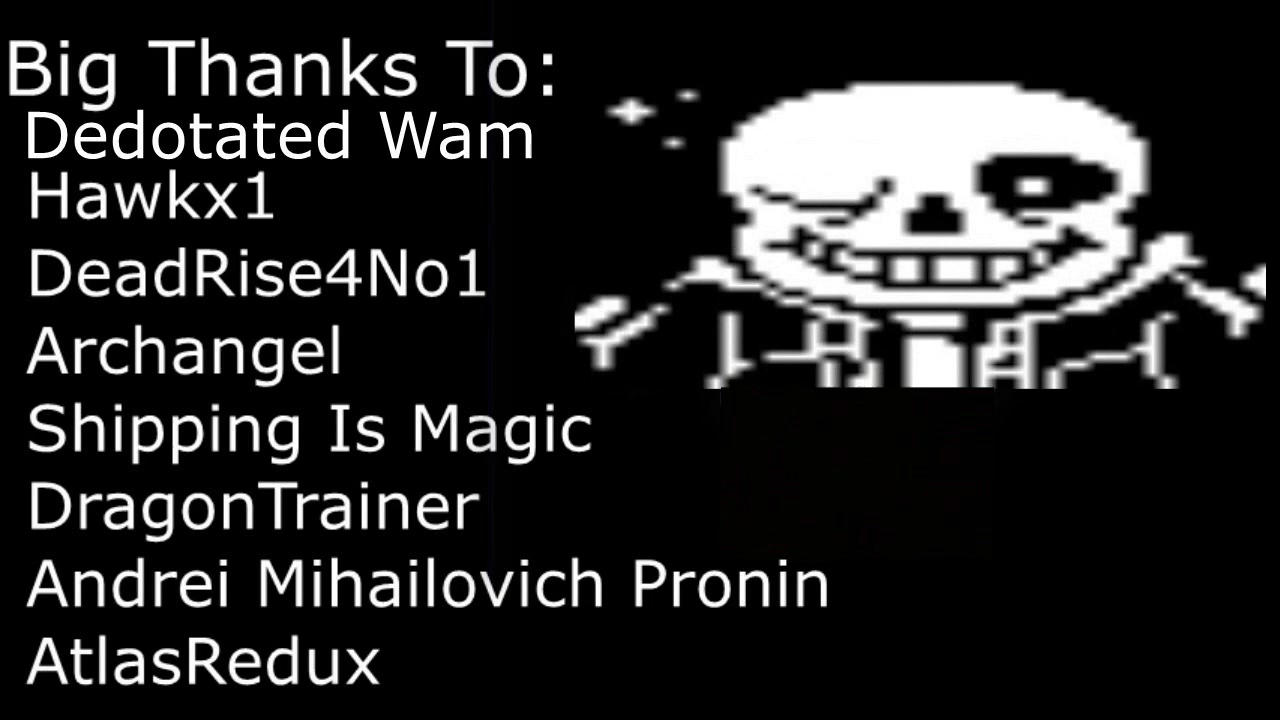 Big Thanks To:
Dedotated Wam
Hawkx1
DeadRise4No1
Archangel
Shipping Is Magic
DragonTrainer
Andrei Mihailovich Pronin
AtlasRedux